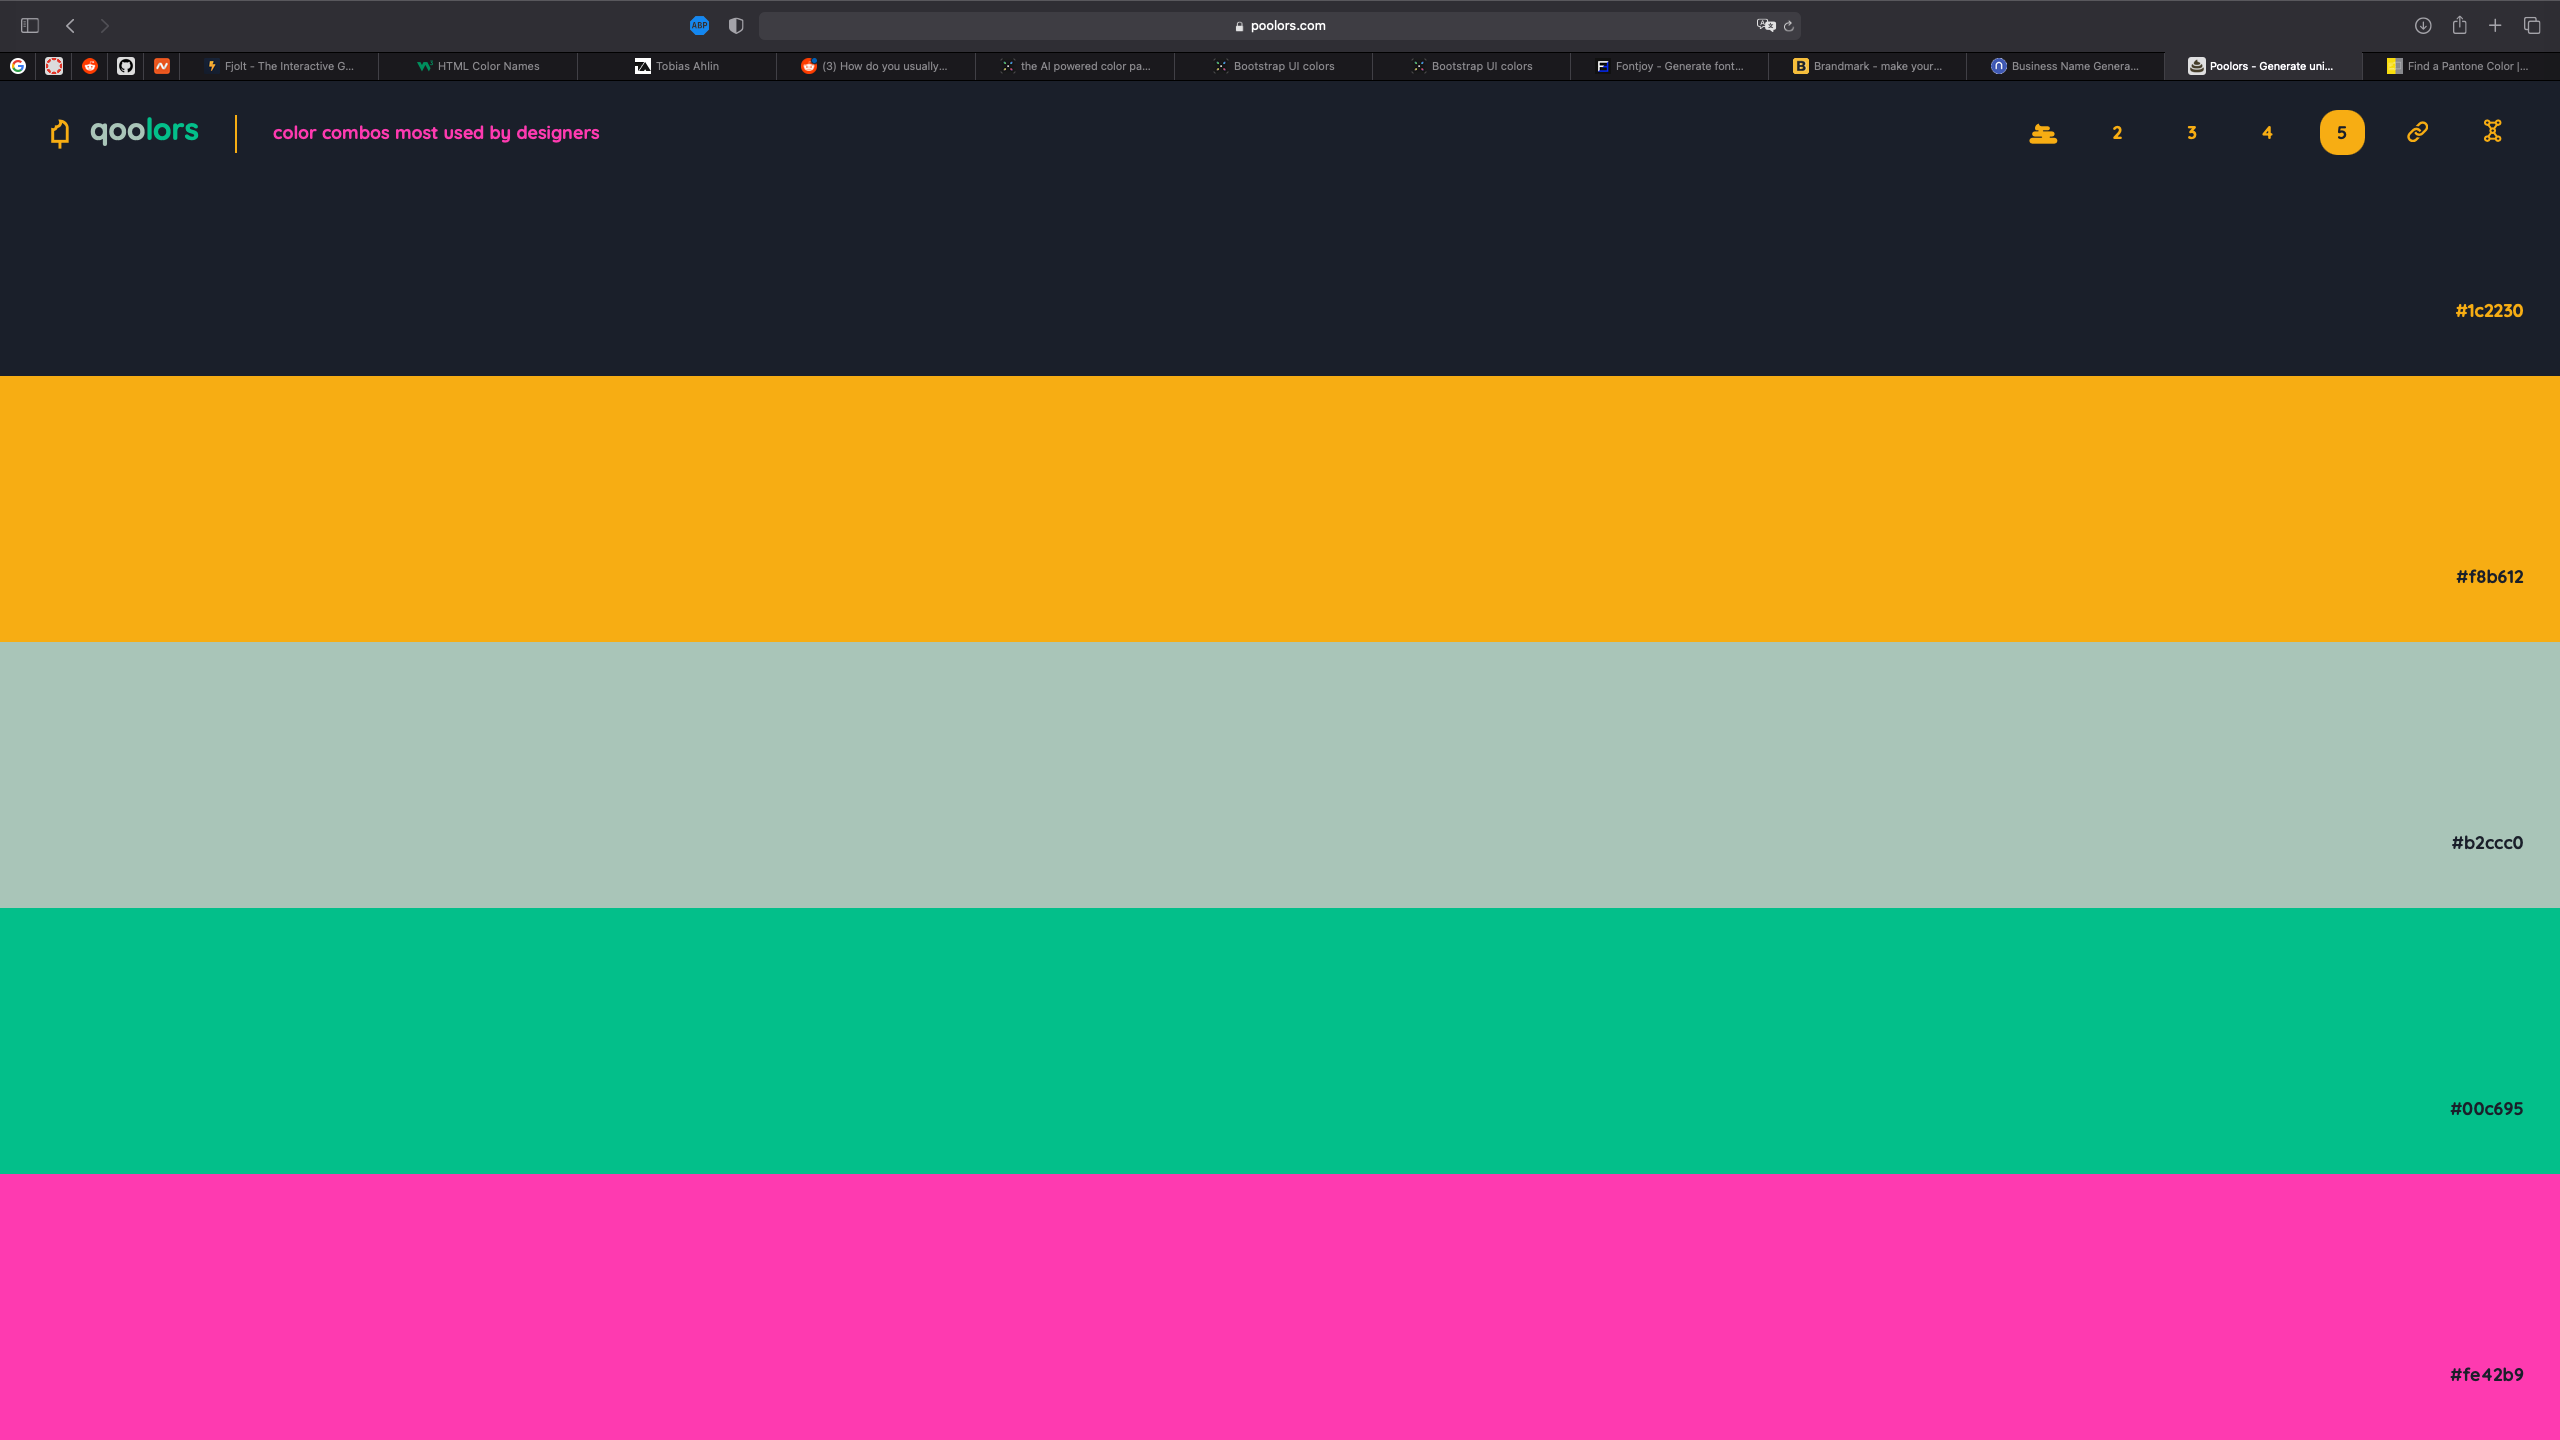 ABP
poolors.com
Fjolt - The Interactive G...
HTML Color Names
Tobias Ahlin
(3) How do you usually...
the AI powered color pa...
Bootstrap UI colors
Bootstrap UI colors
Fontjoy - Generate font...
B Brandmark - make your...
Business Name Genera...
Poolors - Generate uni...
Find a Pantone Color |...
qoolors
color combos most used by designers
2 3 4 5
#1c2230
#f8b612
#b2ccc0
#00c695
#fe42b9